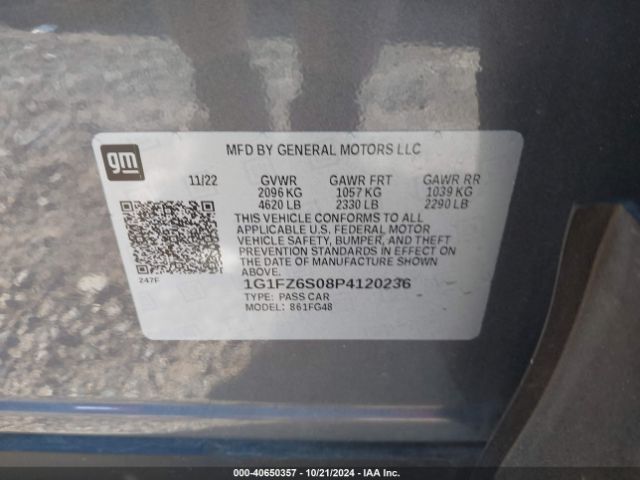 gm
MFD BY GENERAL MOTORS LLC
11/22 GVWR GAWR FRT GAWR RR
2096 KG 1057 KG 1039 KG
4620 LB 2330 LB 2290 LB
THIS VEHICLE CONFORMS TO ALL
APPLICABLE U.S. FEDERAL MOTOR
VEHICLE SAFETY, BUMPER, AND THEFT
PREVENTION STANDARDS IN EFFECT ON
THE DATE OF MANUFACTURE SHOWN
ABOVE.
247F
1G1FZ6S08P4120236
TYPE: PASS CAR
MODEL: 861FG48
000-40650357 - 10/21/2024 - IAA Inc.